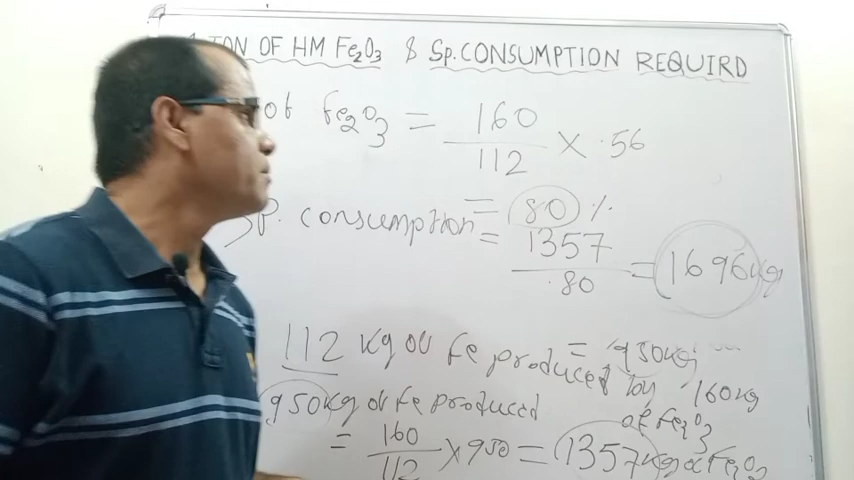 TON OF HM Fe₂O₃ & Sp. CONSUMPTION REQUIRD
of Fe₂O₃ = 160/112 × .56
= 80 %
SP. consumption = 1357/.80 = 1696kg
= 950kg
112 kg of Fe produced by 160kg of Fe₂O₃
950kg of Fe produced
= 160/112 × 950 = 1357kg of Fe₂O₃